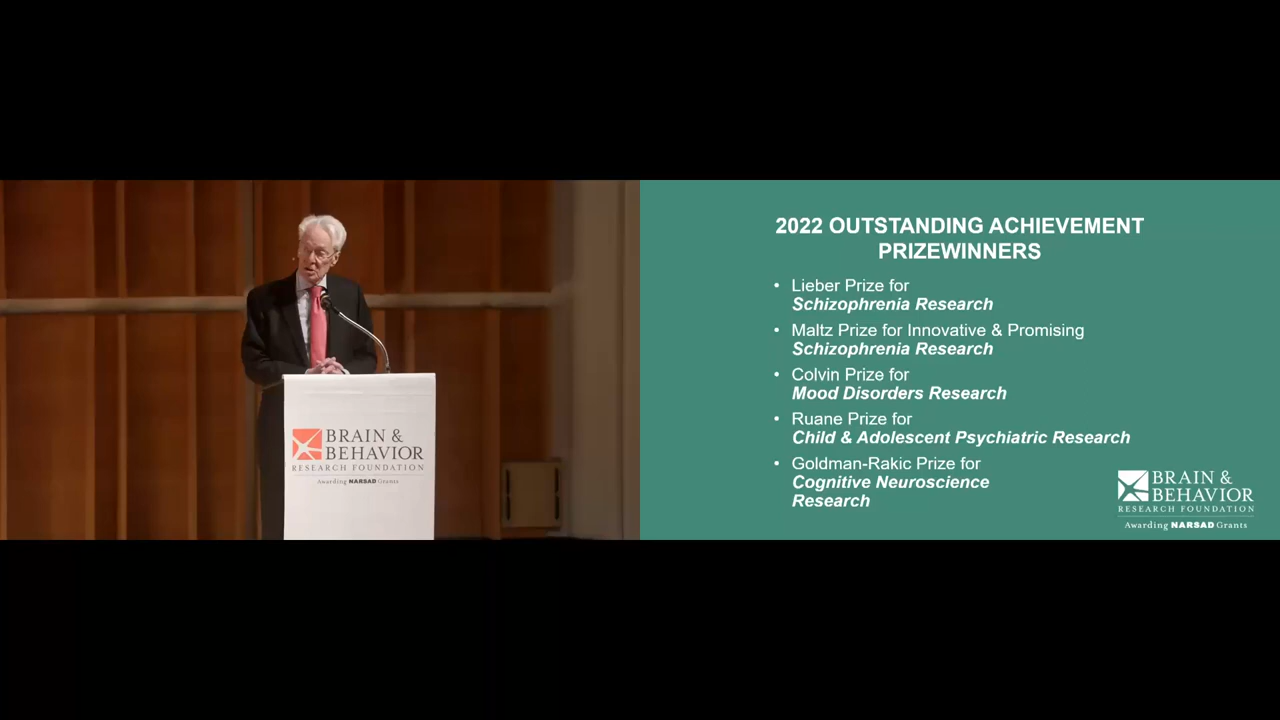 BRAIN &
BEHAVIOR
RESEARCH FOUNDATION
Awarding NARSAD Grants
2022 OUTSTANDING ACHIEVEMENT
PRIZEWINNERS
• Lieber Prize for
Schizophrenia Research
• Maltz Prize for Innovative & Promising
Schizophrenia Research
• Colvin Prize for
Mood Disorders Research
• Ruane Prize for
Child & Adolescent Psychiatric Research
• Goldman-Rakic Prize for
Cognitive Neuroscience
Research
BRAIN &
BEHAVIOR
RESEARCH FOUNDATION
Awarding NARSAD Grants